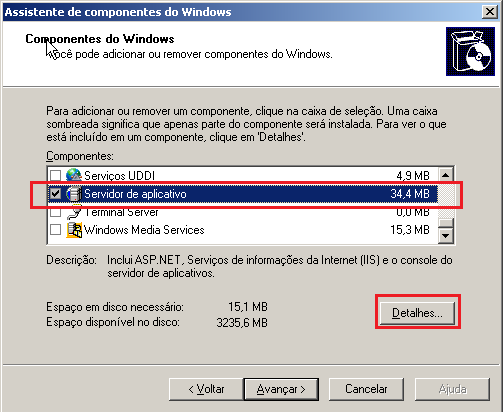 Assistente de componentes do Windows
Componentes do Windows
Você pode adicionar ou remover componentes do Windows.
Para adicionar ou remover um componente, clique na caixa de seleção. Uma caixa
sombreada significa que apenas parte do componente será instalada. Para ver o que
está incluído em um componente, clique em 'Detalhes'.
Componentes:
Serviços UDDI 4,9 MB
Servidor de aplicativo 34,4 MB
Terminal Server 0,0 MB
Windows Media Services 15,3 MB
Descrição: Inclui ASP.NET, Serviços de informações da Internet (IIS) e o console do
servidor de aplicativos.
Espaço em disco necessário: 15,1 MB
Espaço disponível no disco: 3235,6 MB
Detalhes...
< Voltar Avançar > Cancelar Ajuda